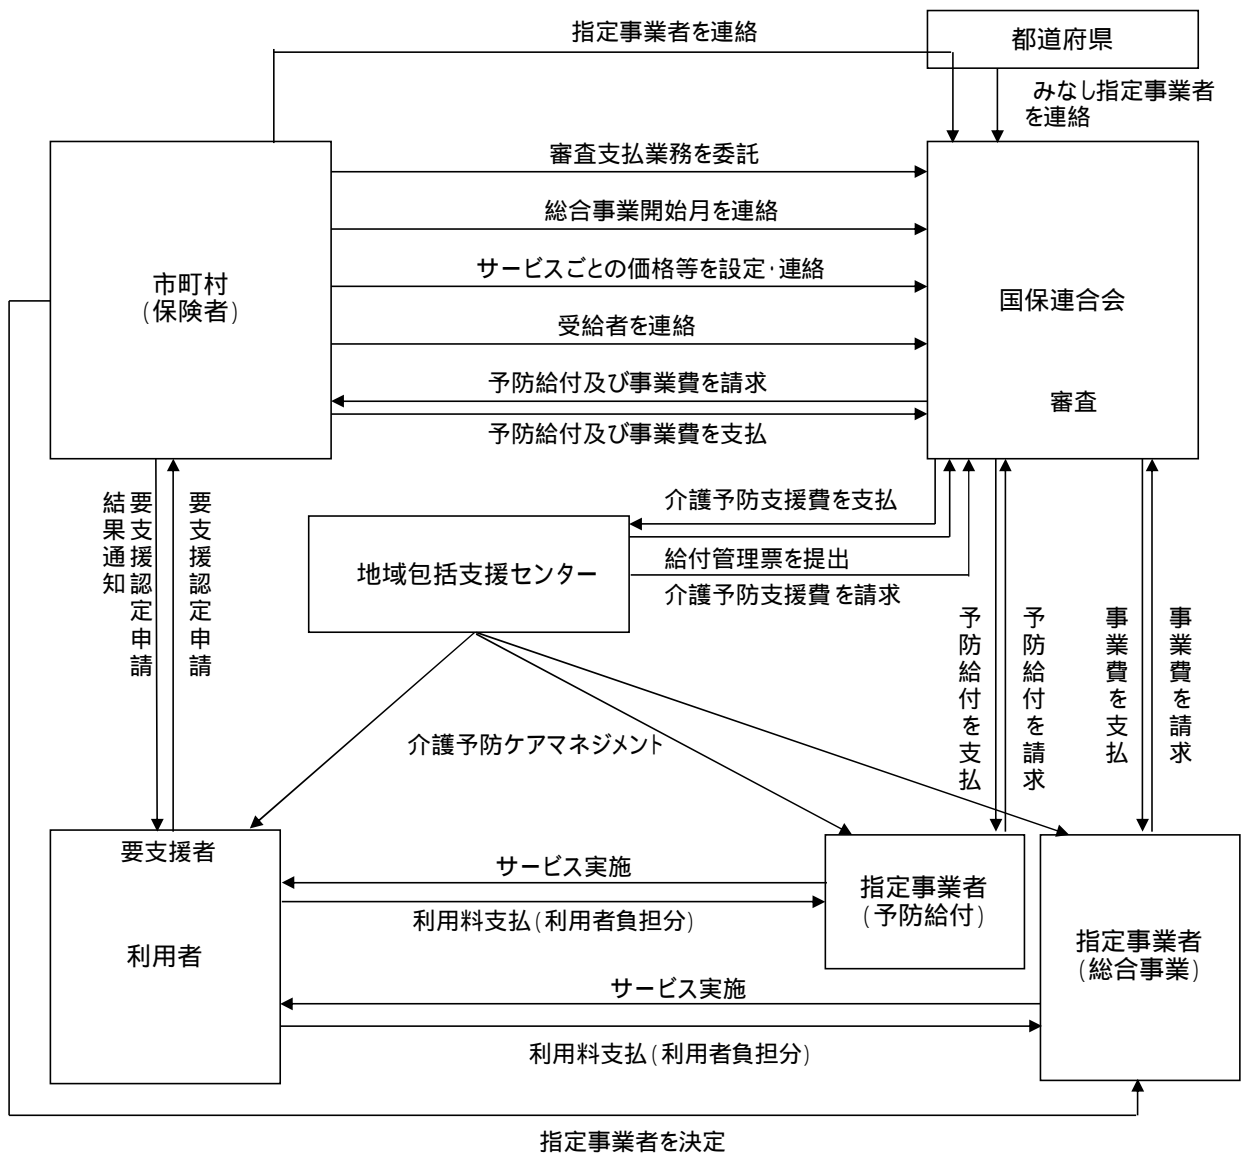 指定事業者を連絡
都道府県
みなし指定事業者
を連絡
審査支払業務を委託
総合事業開始月を連絡
サービスごとの価格等を設定・連絡
市町村
(保険者)
国保連合会
受給者を連絡
予防給付及び事業費を請求
審査
予防給付及び事業費を支払
要支援認定申請
結果通知
要支援認定申請
介護予防支援費を支払
地域包括支援センター
給付管理票を提出
介護予防支援費を請求
予防給付を支払
予防給付を請求
事業費を支払
事業費を請求
介護予防ケアマネジメント
要支援者
利用者
サービス実施
利用料支払(利用者負担分)
指定事業者
(予防給付)
指定事業者
(総合事業)
サービス実施
利用料支払(利用者負担分)
指定事業者を決定